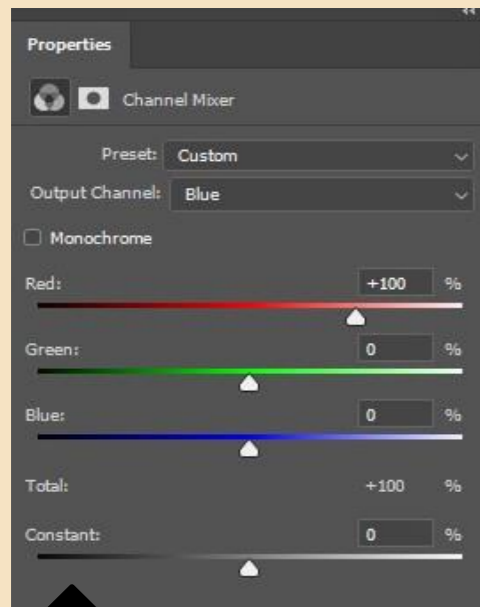 Properties
Channel Mixer
Preset: Custom
Output Channel: Blue
Monochrome
Red: +100 %
Green: 0 %
Blue: 0 %
Total: +100 %
Constant: 0 %